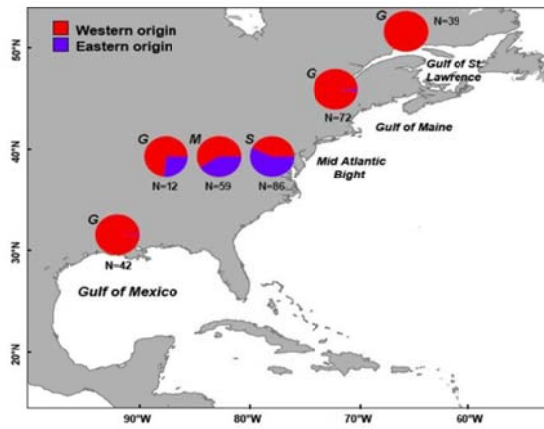 Western origin
Eastern origin
G
N=39
Gulf of St.
Lawrence
G
N=72
Gulf of Maine
G
M
S
Mid Atlantic
Bight
N=12
N=59
N=86
G
N=42
Gulf of Mexico
50°N
40°N
30°N
20°N
90°W
80°W
70°W
60°W